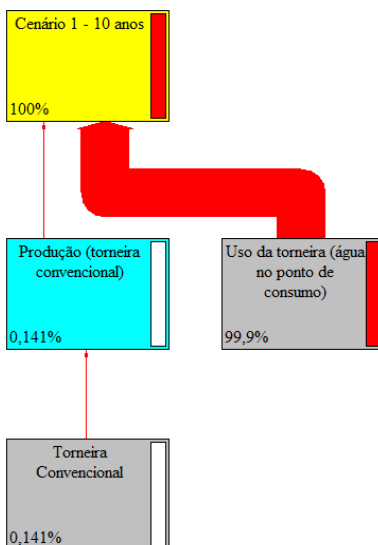 Cenário 1 - 10 anos
100%
Produção (torneira
convencional)
0,141%
Uso da torneira (água
no ponto de
consumo)
99,9%
Torneira
Convencional
0,141%